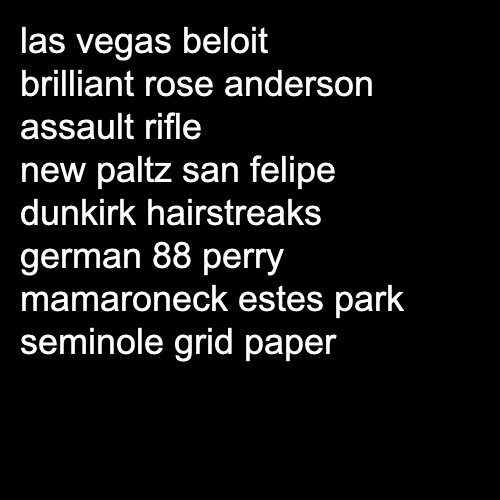 las vegas beloit
brilliant rose anderson
assault rifle
new paltz san felipe
dunkirk hairstreaks
german 88 perry
mamaroneck estes park
seminole grid paper